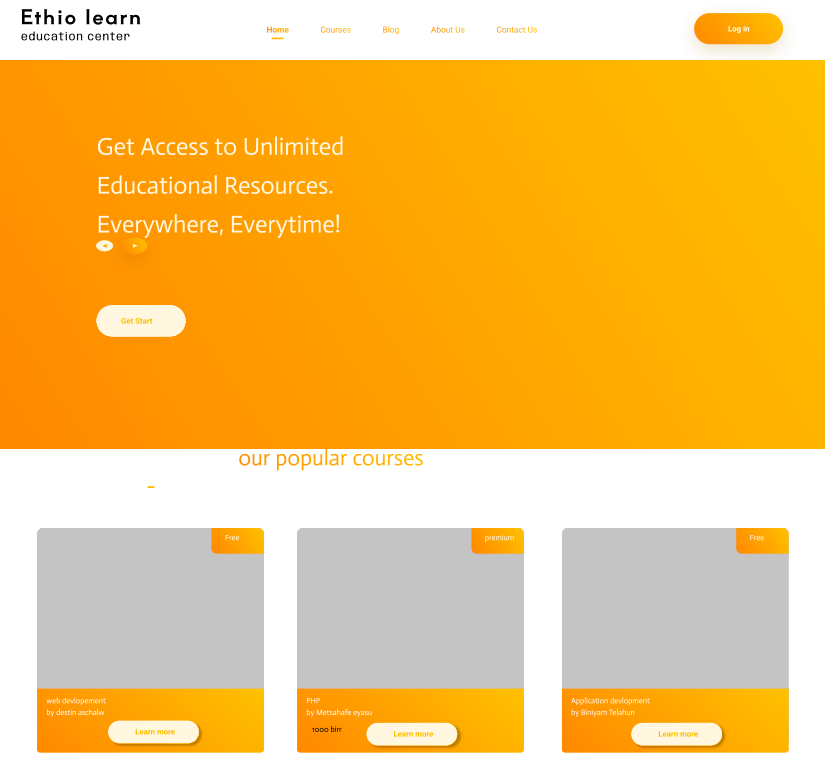 Ethio learn
education center
Home
Courses
Blog
About Us
Contact Us
Log in
Get Access to Unlimited
Educational Resources.
Everywhere, Everytime!
Get Start
our popular courses
Free
premium
Free
web devlopement
by destin aschalw
Learn more
PHP
by Metsahafe eyasu
1000 birr
Learn more
Application devlopment
by Biniyam Telahun
Learn more